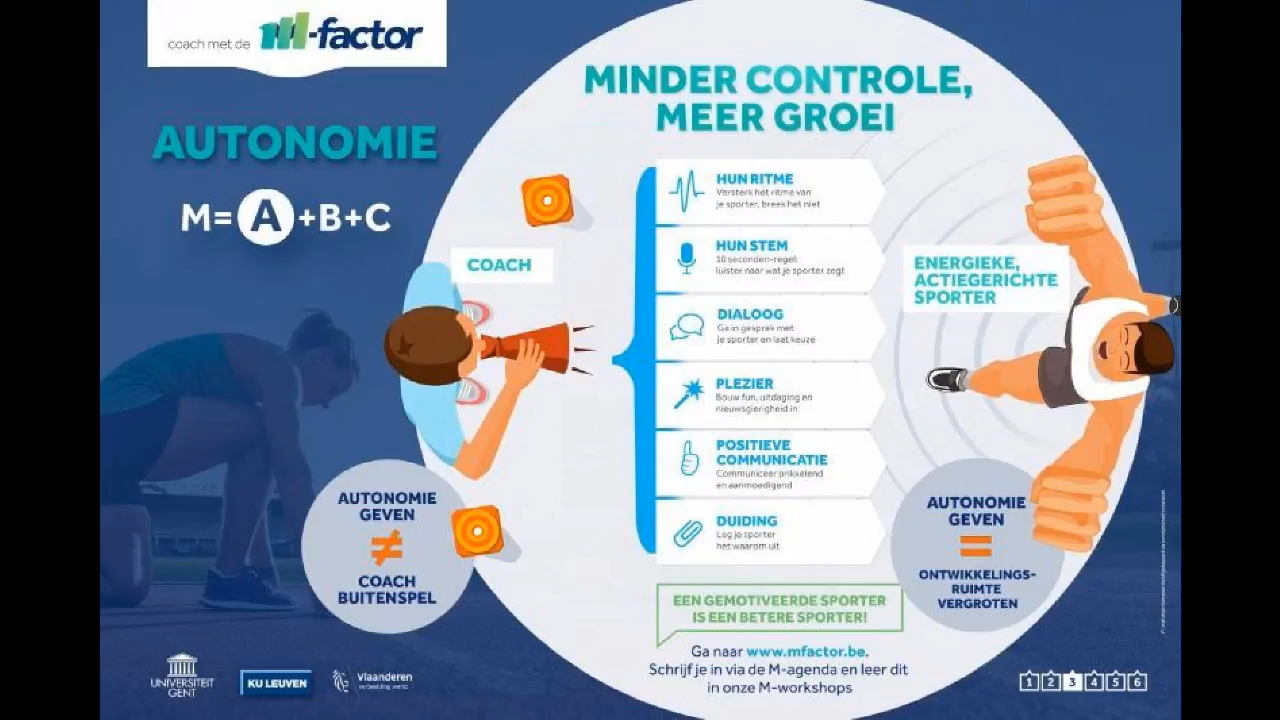 coach met de m-factor
AUTONOMIE
M=A+B+C
MINDER CONTROLE,
MEER GROEI
COACH
HUN RITME
Versterk het ritme van
je sporter, breek het niet
HUN STEM
10 seconden-regel:
luister naar wat je sporter zegt
DIALOOG
Ga in gesprek met
je sporter en laat keuze
PLEZIER
Bouw fun, uitdaging en
nieuwsgierigheid in
POSITIEVE
COMMUNICATIE
Communiceer prikkelend
en aanmoedigend
DUIDING
Leg je sporter
het waarom uit
ENERGIEKE,
ACTIEGERICHTE
SPORTER
AUTONOMIE
GEVEN
≠
COACH
BUITENSPEL
AUTONOMIE
GEVEN
=
ONTWIKKELINGS-
RUIMTE
VERGROTEN
EEN GEMOTIVEERDE SPORTER
IS EEN BETERE SPORTER!
Ga naar www.mfactor.be.
Schrijf je in via de M-agenda en leer dit
in onze M-workshops
UNIVERSITEIT
GENT
KU LEUVEN
Vlaanderen
verbeelding werkt
1 2 3 4 5 6